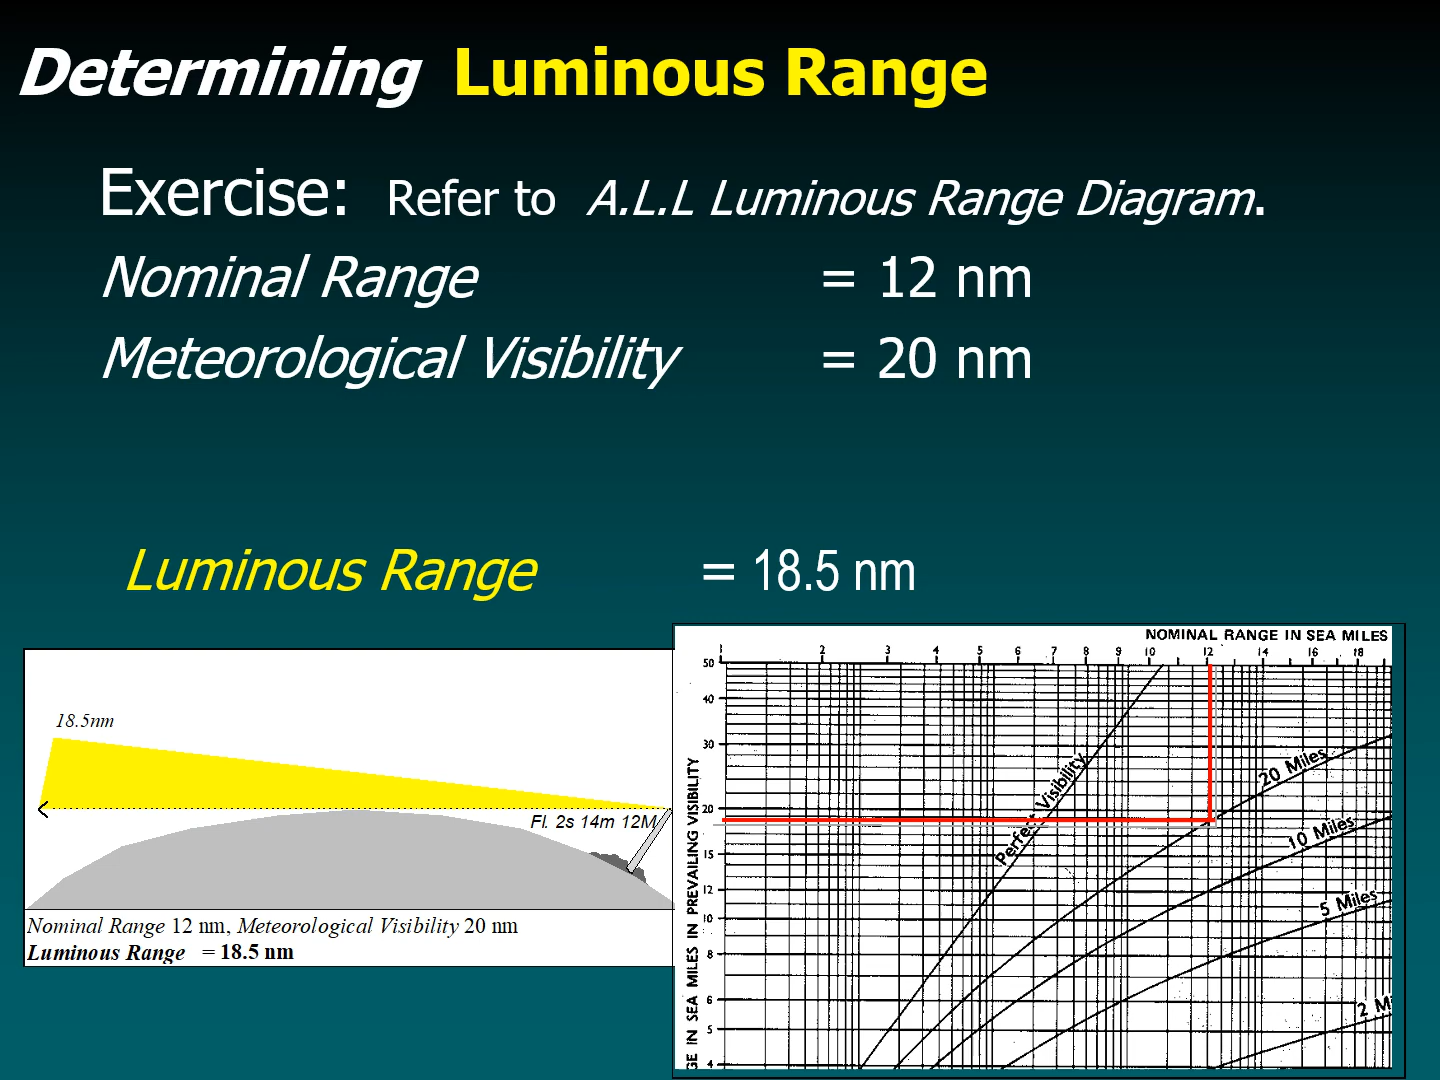 Determining Luminous Range
Exercise: Refer to A.L.L Luminous Range Diagram.
Nominal Range = 12 nm
Meteorological Visibility = 20 nm
Luminous Range = 18.5 nm
18.5nm
Fl. 2s 14m 12M
Nominal Range 12 nm, Meteorological Visibility 20 nm
Luminous Range = 18.5 nm
NOMINAL RANGE IN SEA MILES
1 2 3 4 5 6 7 8 9 10 12 14 16 18
50
40
30
20
15
12
10
8
6
5
4
GE IN SEA MILES IN PREVAILING VISIBILITY
Perfect Visibility
20 Miles
10 Miles
5 Miles
2 M